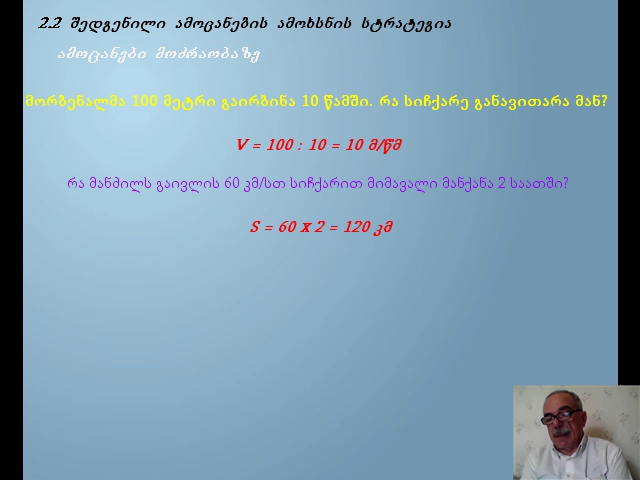 2.2 შედგენილი ამოცანების ამოხსნის სტრატეგია
ამოცანები მოძრაობაზე
მორბენალმა 100 მეტრი გაირბინა 10 წამში. რა სიჩქარე განავითარა მან?
V = 100 : 10 = 10 მ/წმ
რა მანძილს გაივლის 60 კმ/სთ სიჩქარით მიმავალი მანქანა 2 საათში?
S = 60 x 2 = 120 კმ